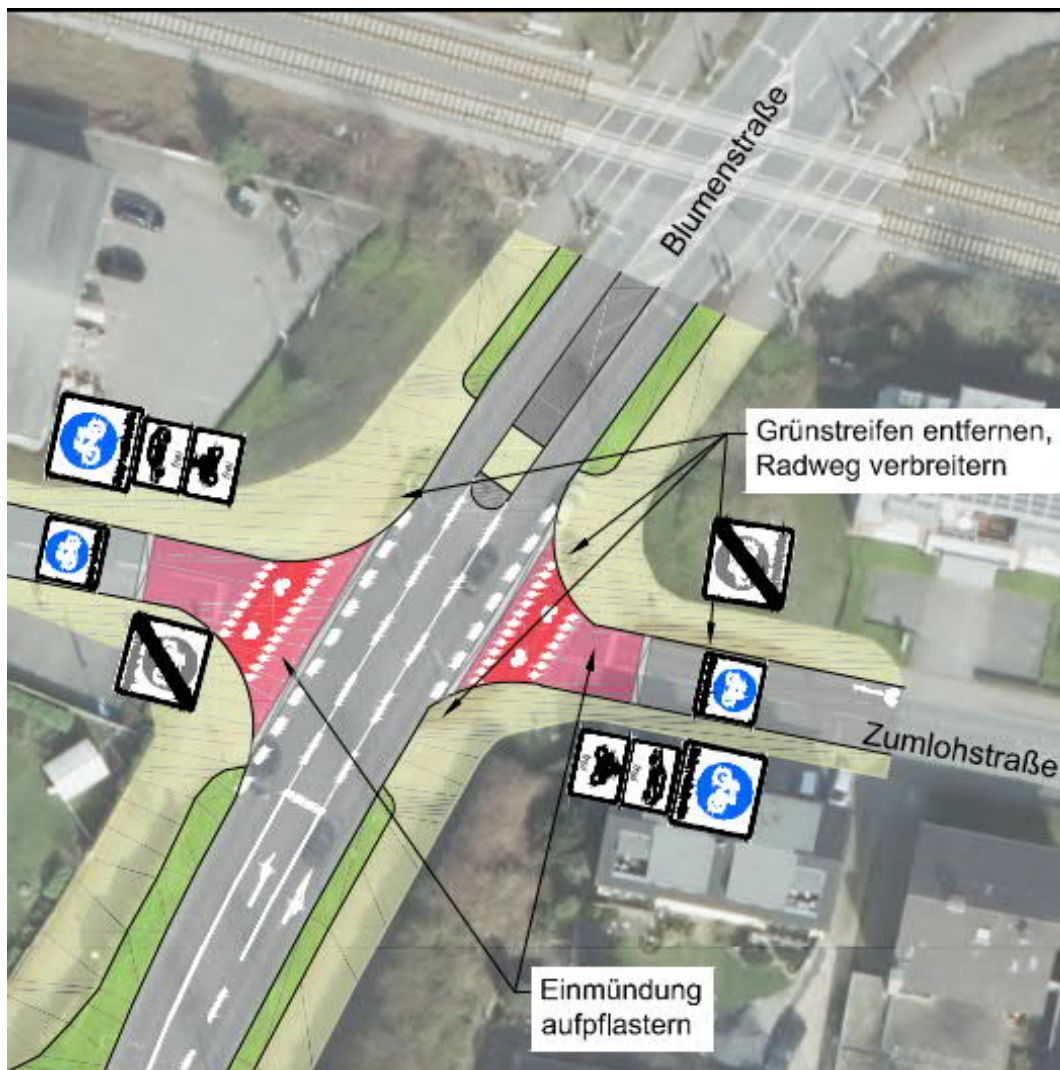 Blumenstraße
Grünstreifen entfernen,
Radweg verbreitern
Zumlohstraße
Einmündung
aufpflastern